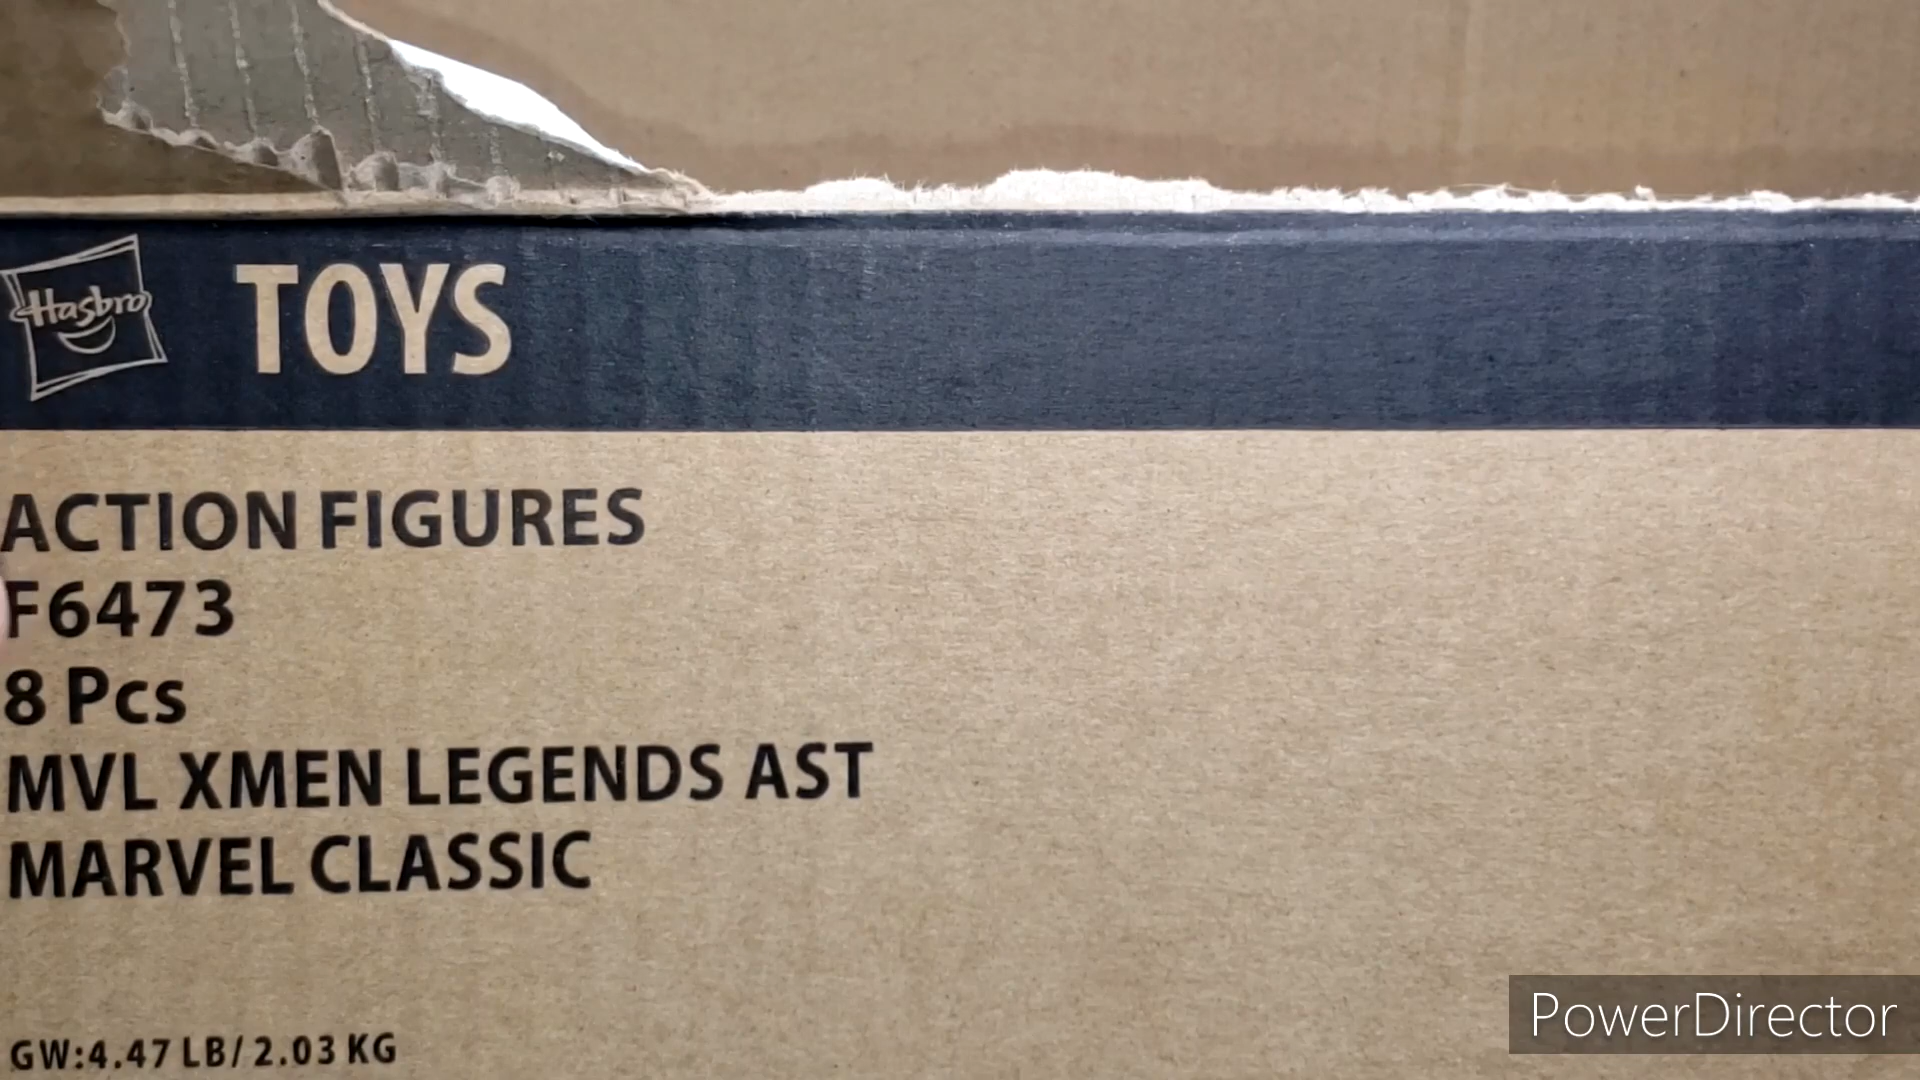 Hasbro TOYS
ACTION FIGURES
F6473
8 Pcs
MVL XMEN LEGENDS AST
MARVEL CLASSIC
GW:4.47 LB/2.03 KG
PowerDirector